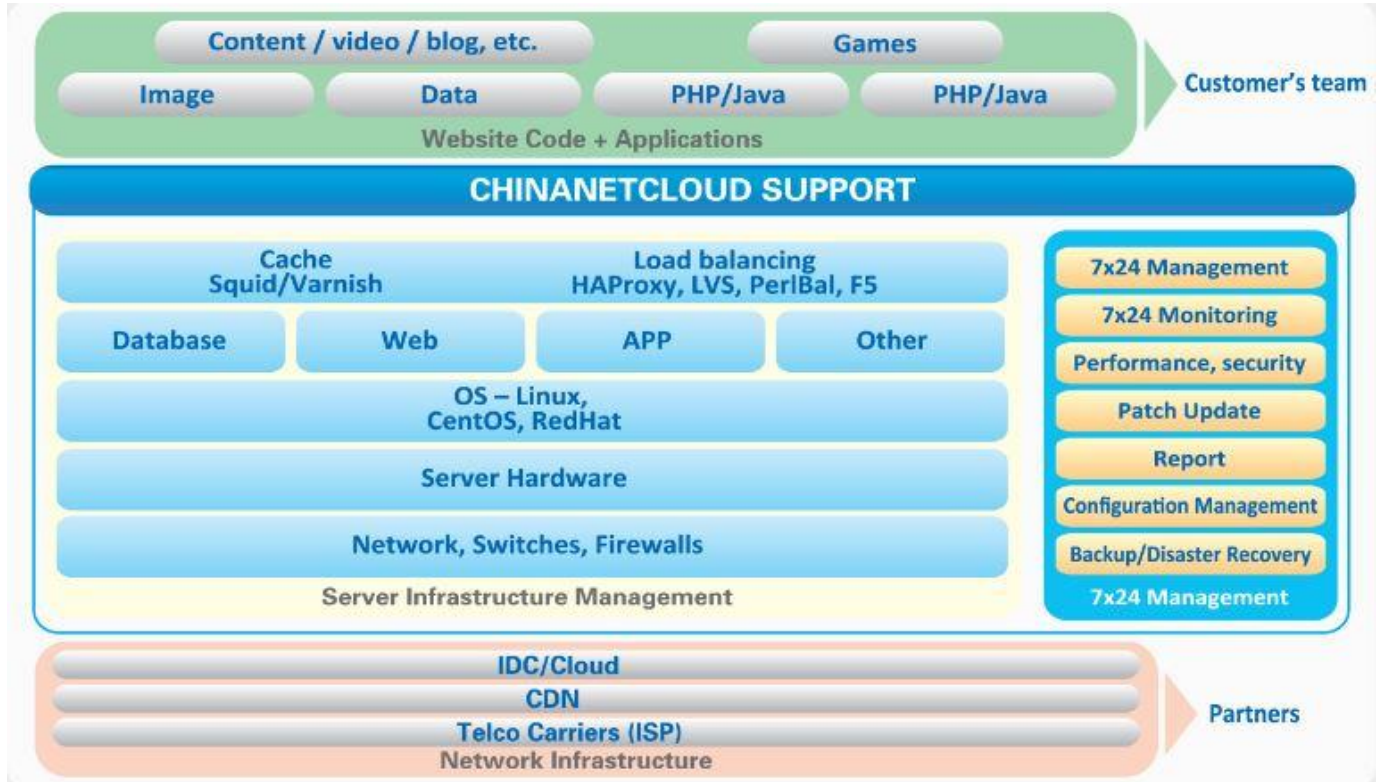 Content / video / blog, etc.
Games
Image
Data
PHP/Java
PHP/Java
Website Code + Applications
Customer's team
CHINANETCLOUD SUPPORT
Cache
Squid/Varnish
Load balancing
HAProxy, LVS, PerlBal, F5
Database
Web
APP
Other
OS – Linux,
CentOS, RedHat
Server Hardware
Network, Switches, Firewalls
Server Infrastructure Management
7x24 Management
7x24 Monitoring
Performance, security
Patch Update
Report
Configuration Management
Backup/Disaster Recovery
7x24 Management
IDC/Cloud
CDN
Telco Carriers (ISP)
Network Infrastructure
Partners